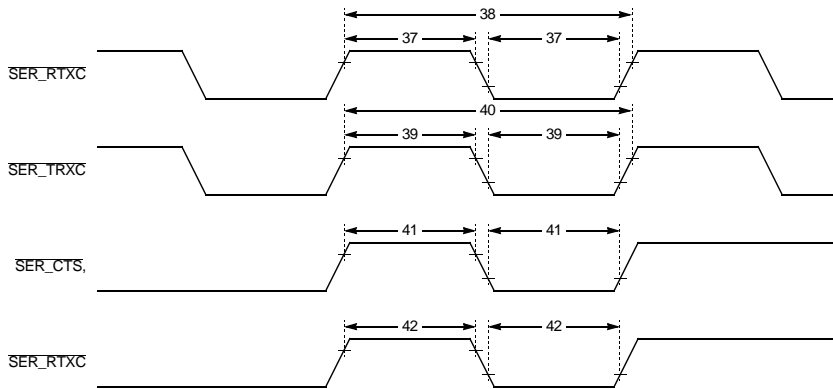 38
37 37
SER_RTXC
40
39 39
SER_TRXC
41 41
SER_CTS,
42 42
SER_RTXC